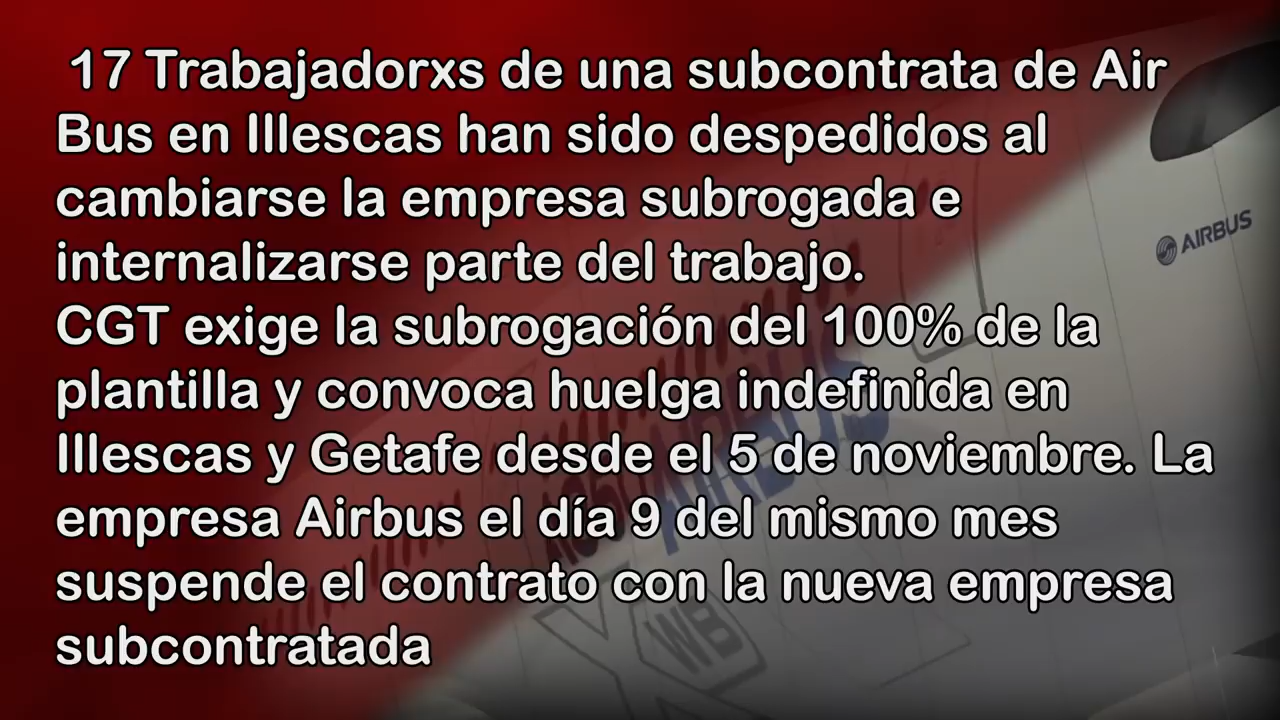 17 Trabajadorxs de una subcontrata de Air
Bus en Illescas han sido despedidos al
cambiarse la empresa subrogada e
internalizarse parte del trabajo.
CGT exige la subrogación del 100% de la
plantilla y convoca huelga indefinida en
Illescas y Getafe desde el 5 de noviembre. La
empresa Airbus el día 9 del mismo mes
suspende el contrato con la nueva empresa
subcontratada
AIRBUS
A350
AIRBUS
XWB